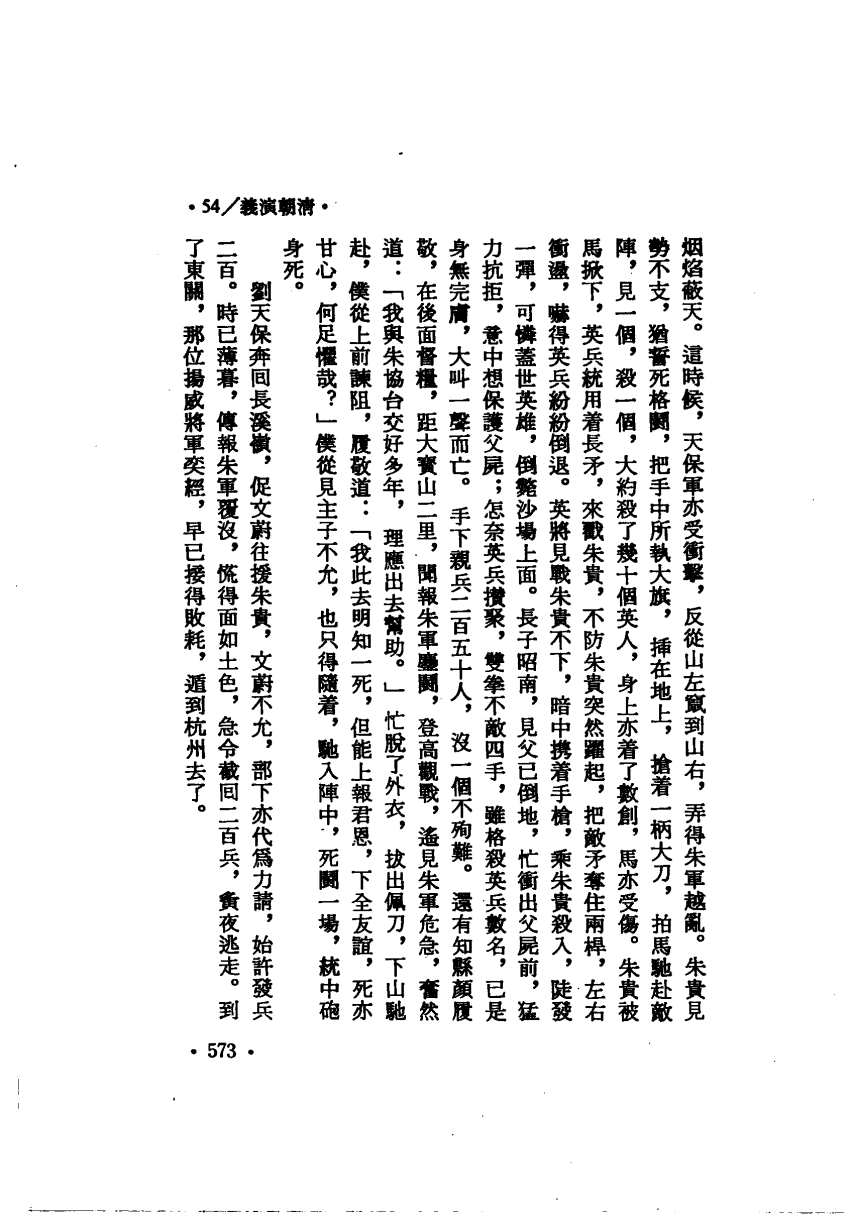 •54／義演朝清•
烟焰蔽天。這時候，天保軍亦受衝擊，反從山左竄到山右，弄得朱軍越亂。朱貴見
勢不支，猶誓死格鬭，把手中所執大旗，揷在地上，搶着一柄大刀，拍馬馳赴敵
陣，見一個，殺一個，大約殺了幾十個英人，身上亦着了數創，馬亦受傷。朱貴被
馬掀下，英兵統用着長矛，來戳朱貴，不防朱貴突然躍起，把敵矛奪住兩桿，左右
衝盪，嚇得英兵紛紛倒退。英將見戰朱貴不下，暗中携着手槍，乘朱貴殺入，陡發
一彈，可憐蓋世英雄，倒斃沙場上面。長子昭南，見父已倒地，忙衝出父屍前，猛
力抗拒，意中想保護父屍；怎奈英兵攢聚，雙拳不敵四手，雖格殺英兵數名，已是
身無完膚，大叫一聲而亡。手下親兵二百五十人，沒一個不殉難。還有知縣顏履
敬，在後面督糧，距大寶山二里，聞報朱軍鏖鬭，登高觀戰，遙見朱軍危急，奮然
道：「我與朱協台交好多年，理應出去幫助。」忙脫了外衣，拔出佩刀，下山馳
赴，僕從上前諫阻，履敬道：「我此去明知一死，但能上報君恩，下全友誼，死亦
甘心，何足懼哉？」僕從見主子不允，也只得隨着，馳入陣中，死鬭一場，統中砲
身死。
劉天保奔囘長溪嶺，促文蔚往援朱貴，文蔚不允，部下亦代爲力請，始許發兵
二百。時已薄暮，傳報朱軍覆沒，慌得面如土色，急令截囘二百兵，夤夜逃走。到
了東關，那位揚威將軍奕經，早已接得敗耗，遁到杭州去了。
•573•